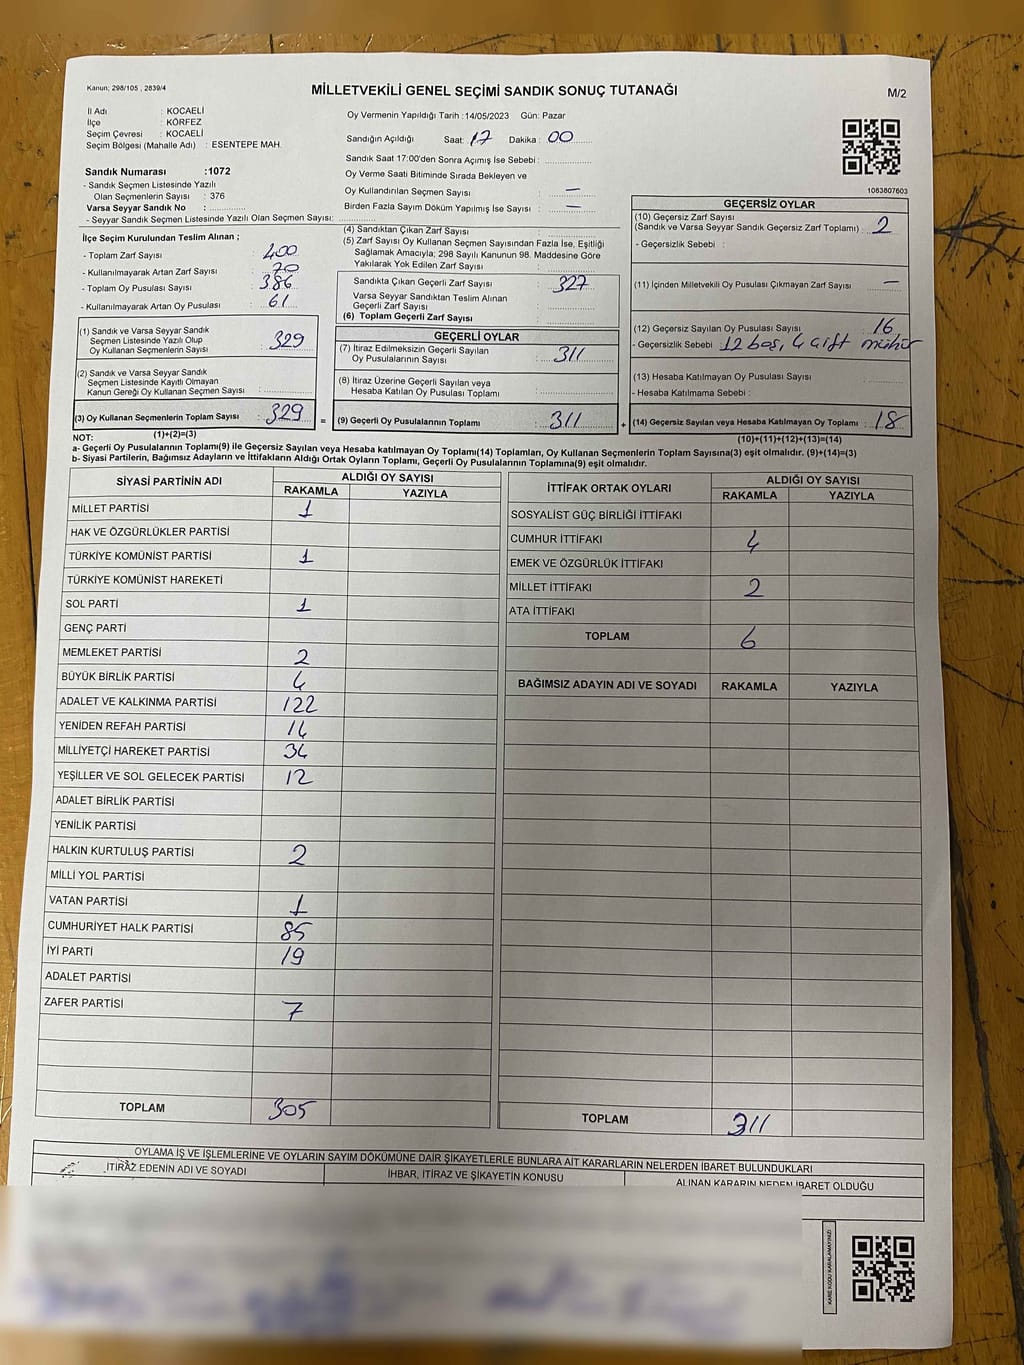 Kanun; 298/105 , 2839/4
MİLLETVEKİLİ GENEL SEÇİMİ SANDIK SONUÇ TUTANAĞI
M/2
İl Adı : KOCAELİ
İlçe : KÖRFEZ
Seçim Çevresi : KOCAELİ
Seçim Bölgesi (Mahalle Adı) : ESENTEPE MAH.
Oy Vermenin Yapıldığı Tarih : 14/05/2023 Gün: Pazar
Sandığın Açıldığı Saat: 17 Dakika : 00
Sandık Saat 17:00'den Sonra Açımış İse Sebebi :
Oy Verme Saati Bitiminde Sırada Bekleyen ve
Oy Kullandırılan Seçmen Sayısı : —
Birden Fazla Sayım Döküm Yapılmış İse Sayısı : —
1083807603
Sandık Numarası :1072
- Sandık Seçmen Listesinde Yazılı
Olan Seçmenlerin Sayısı : 376
Varsa Seyyar Sandık No :
- Seyyar Sandık Seçmen Listesinde Yazılı Olan Seçmen Sayısı:
İlçe Seçim Kurulundan Teslim Alınan ;
- Toplam Zarf Sayısı : 400
- Kullanılmayarak Artan Zarf Sayısı : 70
- Toplam Oy Pusulası Sayısı : 386
- Kullanılmayarak Artan Oy Pusulası : 61
(1) Sandık ve Varsa Seyyar Sandık
Seçmen Listesinde Yazılı Olup
Oy Kullanan Seçmenlerin Sayısı : 329
(2) Sandık ve Varsa Seyyar Sandık
Seçmen Listesinde Kayıtlı Olmayan
Kanun Gereği Oy Kullanan Seçmen Sayısı :
(3) Oy Kullanan Seçmenlerin Toplam Sayısı : 329 =
(1)+(2)=(3)
(4) Sandıktan Çıkan Zarf Sayısı :
(5) Zarf Sayısı Oy Kullanan Seçmen Sayısından Fazla İse, Eşitliği
Sağlamak Amacıyla; 298 Sayılı Kanunun 98. Maddesine Göre
Yakılarak Yok Edilen Zarf Sayısı :
Sandıkta Çıkan Geçerli Zarf Sayısı : 327
Varsa Seyyar Sandıktan Teslim Alınan
Geçerli Zarf Sayısı :
(6) Toplam Geçerli Zarf Sayısı :
GEÇERLİ OYLAR
(7) İtiraz Edilmeksizin Geçerli Sayılan
Oy Pusulalarının Sayısı : 311
(8) İtiraz Üzerine Geçerli Sayılan veya
Hesaba Katılan Oy Pusulaları Toplamı :
(9) Geçerli Oy Pusulalarının Toplamı : 311 +
GEÇERSİZ OYLAR
(10) Geçersiz Zarf Sayısı
(Sandık ve Varsa Seyyar Sandık Geçersiz Zarf Toplamı) : 2
- Geçersizlik Sebebi :
(11) İçinden Milletvekili Oy Pusulası Çıkmayan Zarf Sayısı : —
(12) Geçersiz Sayılan Oy Pusulası Sayısı : 16
- Geçersizlik Sebebi : 12 boş, 4 çift mühür
(13) Hesaba Katılmayan Oy Pusulası Sayısı :
- Hesaba Katılmama Sebebi :
(14) Geçersiz Sayılan veya Hesaba Katılmayan Oy Toplamı : 18
(10)+(11)+(12)+(13)=(14)
NOT:
a- Geçerli Oy Pusulalarının Toplamı(9) ile Geçersiz Sayılan veya Hesaba katılmayan Oy Toplamı(14) Toplamları, Oy Kullanan Seçmenlerin Toplam Sayısına(3) eşit olmalıdır. (9)+(14)=(3)
b- Siyasi Partilerin, Bağımsız Adayların ve İttifakların Aldığı Ortak Oyların Toplamı, Geçerli Oy Pusulalarının Toplamına(9) eşit olmalıdır.
SİYASİ PARTİNİN ADI
ALDIĞI OY SAYISI
RAKAMLA YAZIYLA
MİLLET PARTİSİ 1
HAK VE ÖZGÜRLÜKLER PARTİSİ
TÜRKİYE KOMÜNİST PARTİSİ 1
TÜRKİYE KOMÜNİST HAREKETİ
SOL PARTİ 1
GENÇ PARTİ
MEMLEKET PARTİSİ 2
BÜYÜK BİRLİK PARTİSİ 4
ADALET VE KALKINMA PARTİSİ 122
YENİDEN REFAH PARTİSİ 14
MİLLİYETÇİ HAREKET PARTİSİ 34
YEŞİLLER VE SOL GELECEK PARTİSİ 12
ADALET BİRLİK PARTİSİ
YENİLİK PARTİSİ
HALKIN KURTULUŞ PARTİSİ 2
MİLLİ YOL PARTİSİ
VATAN PARTİSİ 1
CUMHURİYET HALK PARTİSİ 85
İYİ PARTİ 19
ADALET PARTİSİ
ZAFER PARTİSİ 7
TOPLAM 305
İTTİFAK ORTAK OYLARI
ALDIĞI OY SAYISI
RAKAMLA YAZIYLA
SOSYALİST GÜÇ BİRLİĞİ İTTİFAKI
CUMHUR İTTİFAKI 4
EMEK VE ÖZGÜRLÜK İTTİFAKI
MİLLET İTTİFAKI 2
ATA İTTİFAKI
TOPLAM 6
BAĞIMSIZ ADAYIN ADI VE SOYADI RAKAMLA YAZIYLA
TOPLAM 311
OYLAMA İŞ VE İŞLEMLERİNE VE OYLARIN SAYIM DÖKÜMÜNE DAİR ŞİKAYETLERLE BUNLARA AİT KARARLARIN NELERDEN İBARET BULUNDUKLARI
İTİRAZ EDENİN ADI VE SOYADI
İHBAR, İTİRAZ VE ŞİKAYETİN KONUSU
ALINAN KARARIN NEDEN İBARET OLDUĞU
KARE KODU KARALAMAYINIZ!